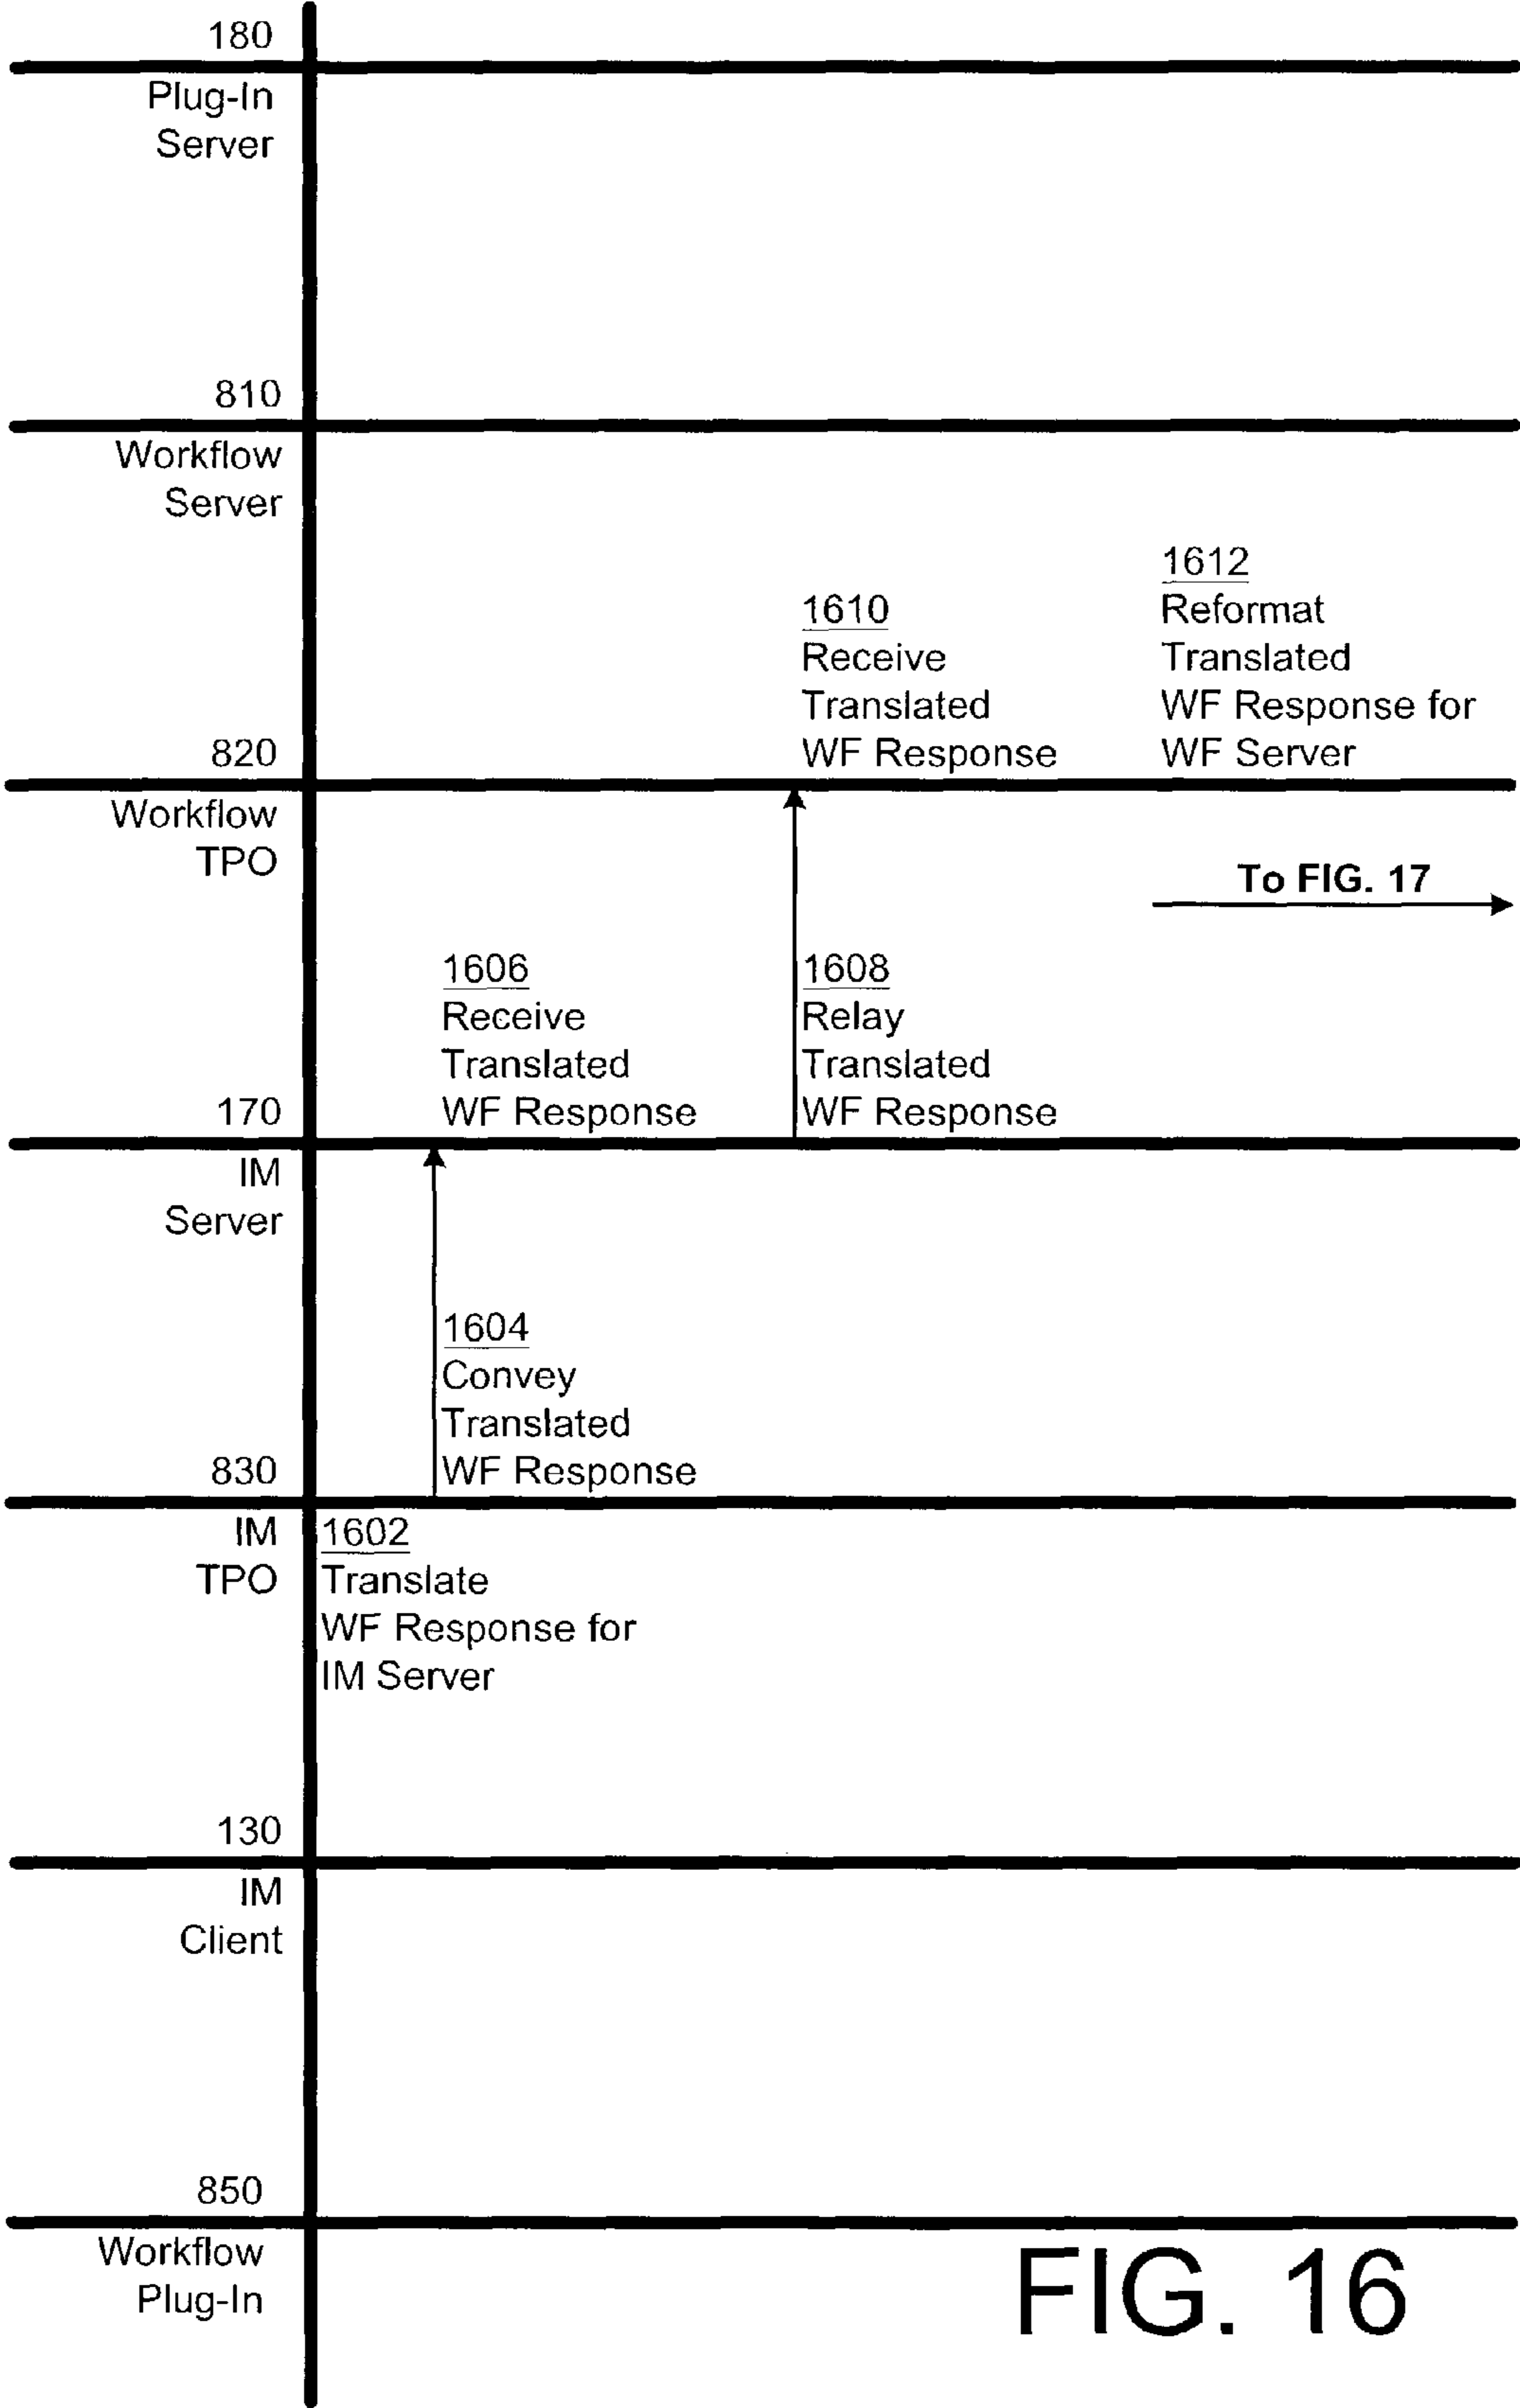 180
Plug-In
Server
810
Workflow
Server
1612
Reformat
Translated
WF Response for
WF Server
1610
Receive
Translated
WF Response
820
Workflow
TPO
To FIG. 17
1606
Receive
Translated
WF Response
1608
Relay
Translated
WF Response
170
IM
Server
1604
Convey
Translated
WF Response
830
IM
TPO
1602
Translate
WF Response for
IM Server
130
IM
Client
850
Workflow
Plug-In
FIG. 16